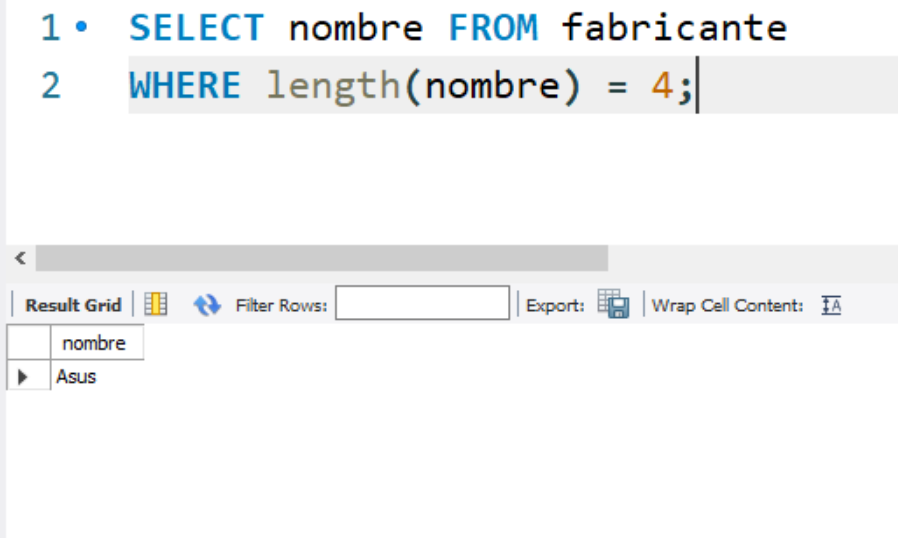 1 SELECT nombre FROM fabricante
2 WHERE length(nombre) = 4;
Result Grid Filter Rows: Export: Wrap Cell Content:
nombre
Asus